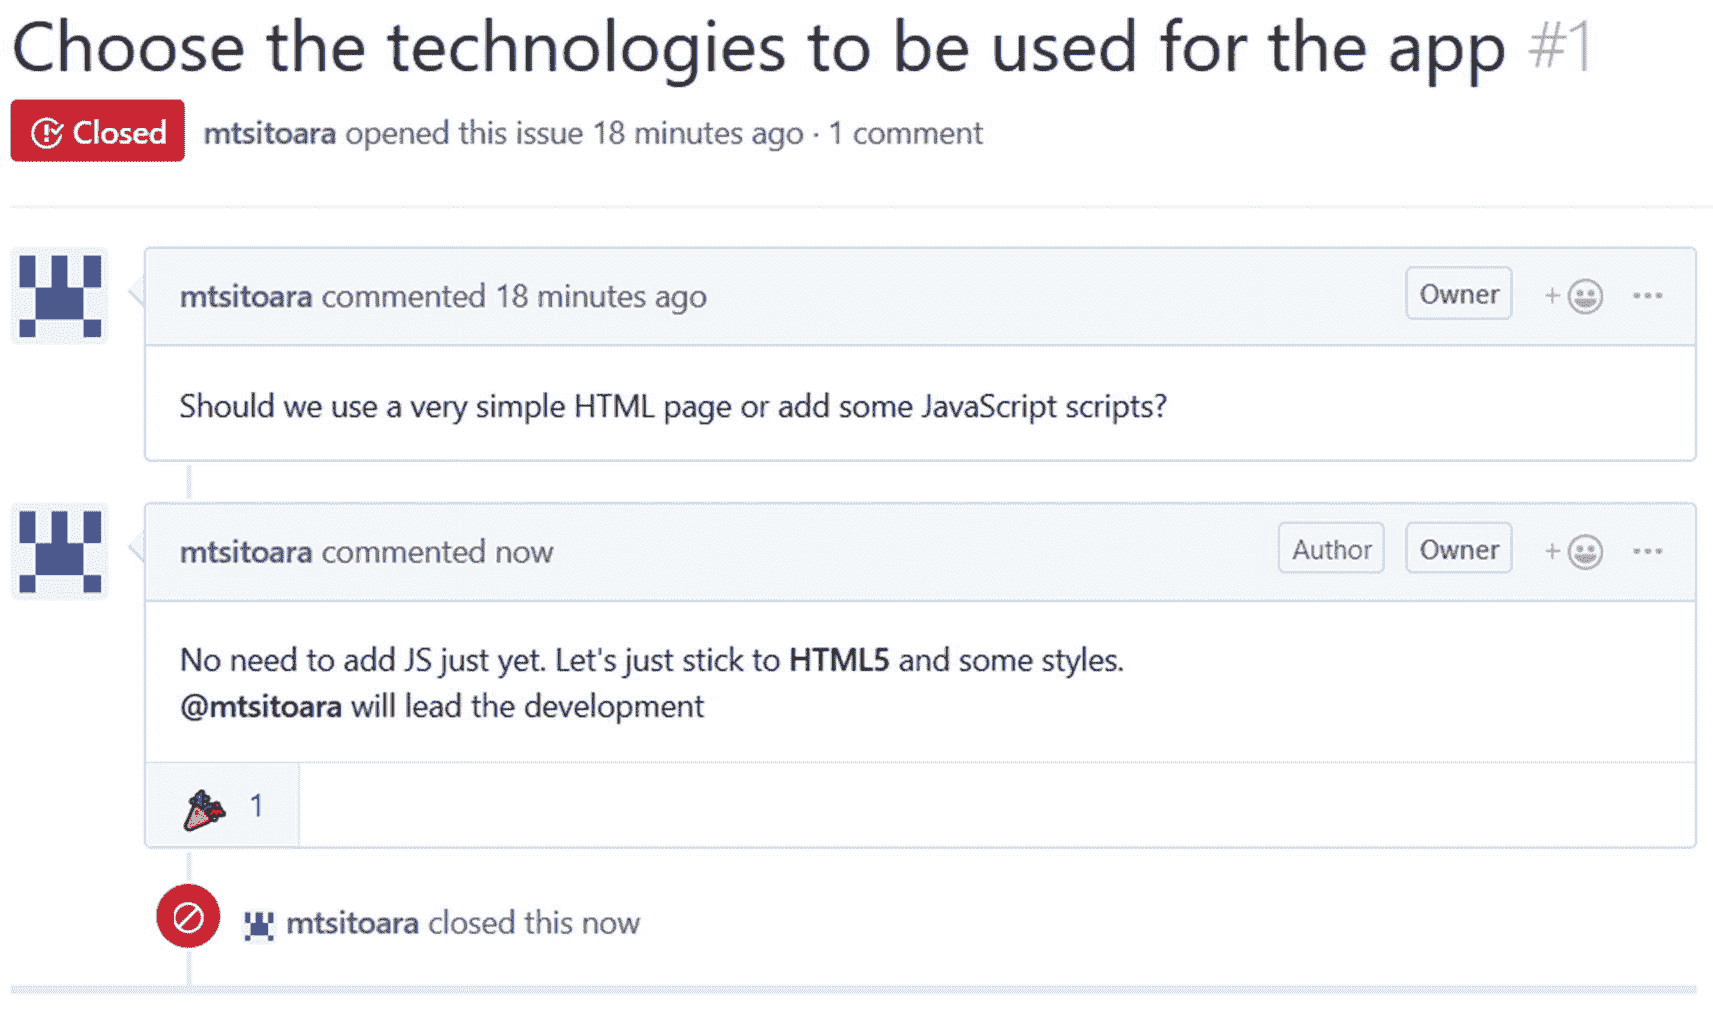 Choose the technologies to be used for the app #1
Closed mtsitoara opened this issue 18 minutes ago · 1 comment
mtsitoara commented 18 minutes ago Owner + ...
Should we use a very simple HTML page or add some JavaScript scripts?
mtsitoara commented now Author Owner + ...
No need to add JS just yet. Let's just stick to HTML5 and some styles.
@mtsitoara will lead the development
1
mtsitoara closed this now